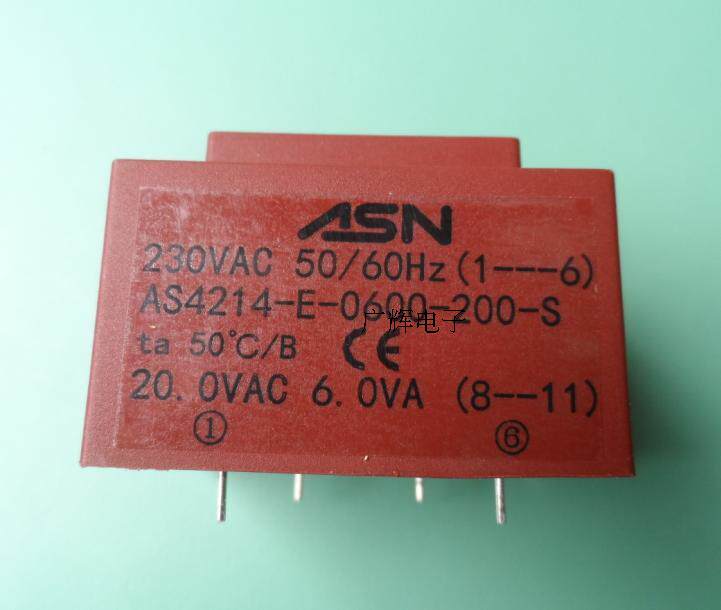 ASN
230VAC 50/60Hz(1---6)
AS4214-E-0600-200-S
广辉电子
ta 50℃/B CE
20.0VAC 6.0VA (8--11)
① ⑥